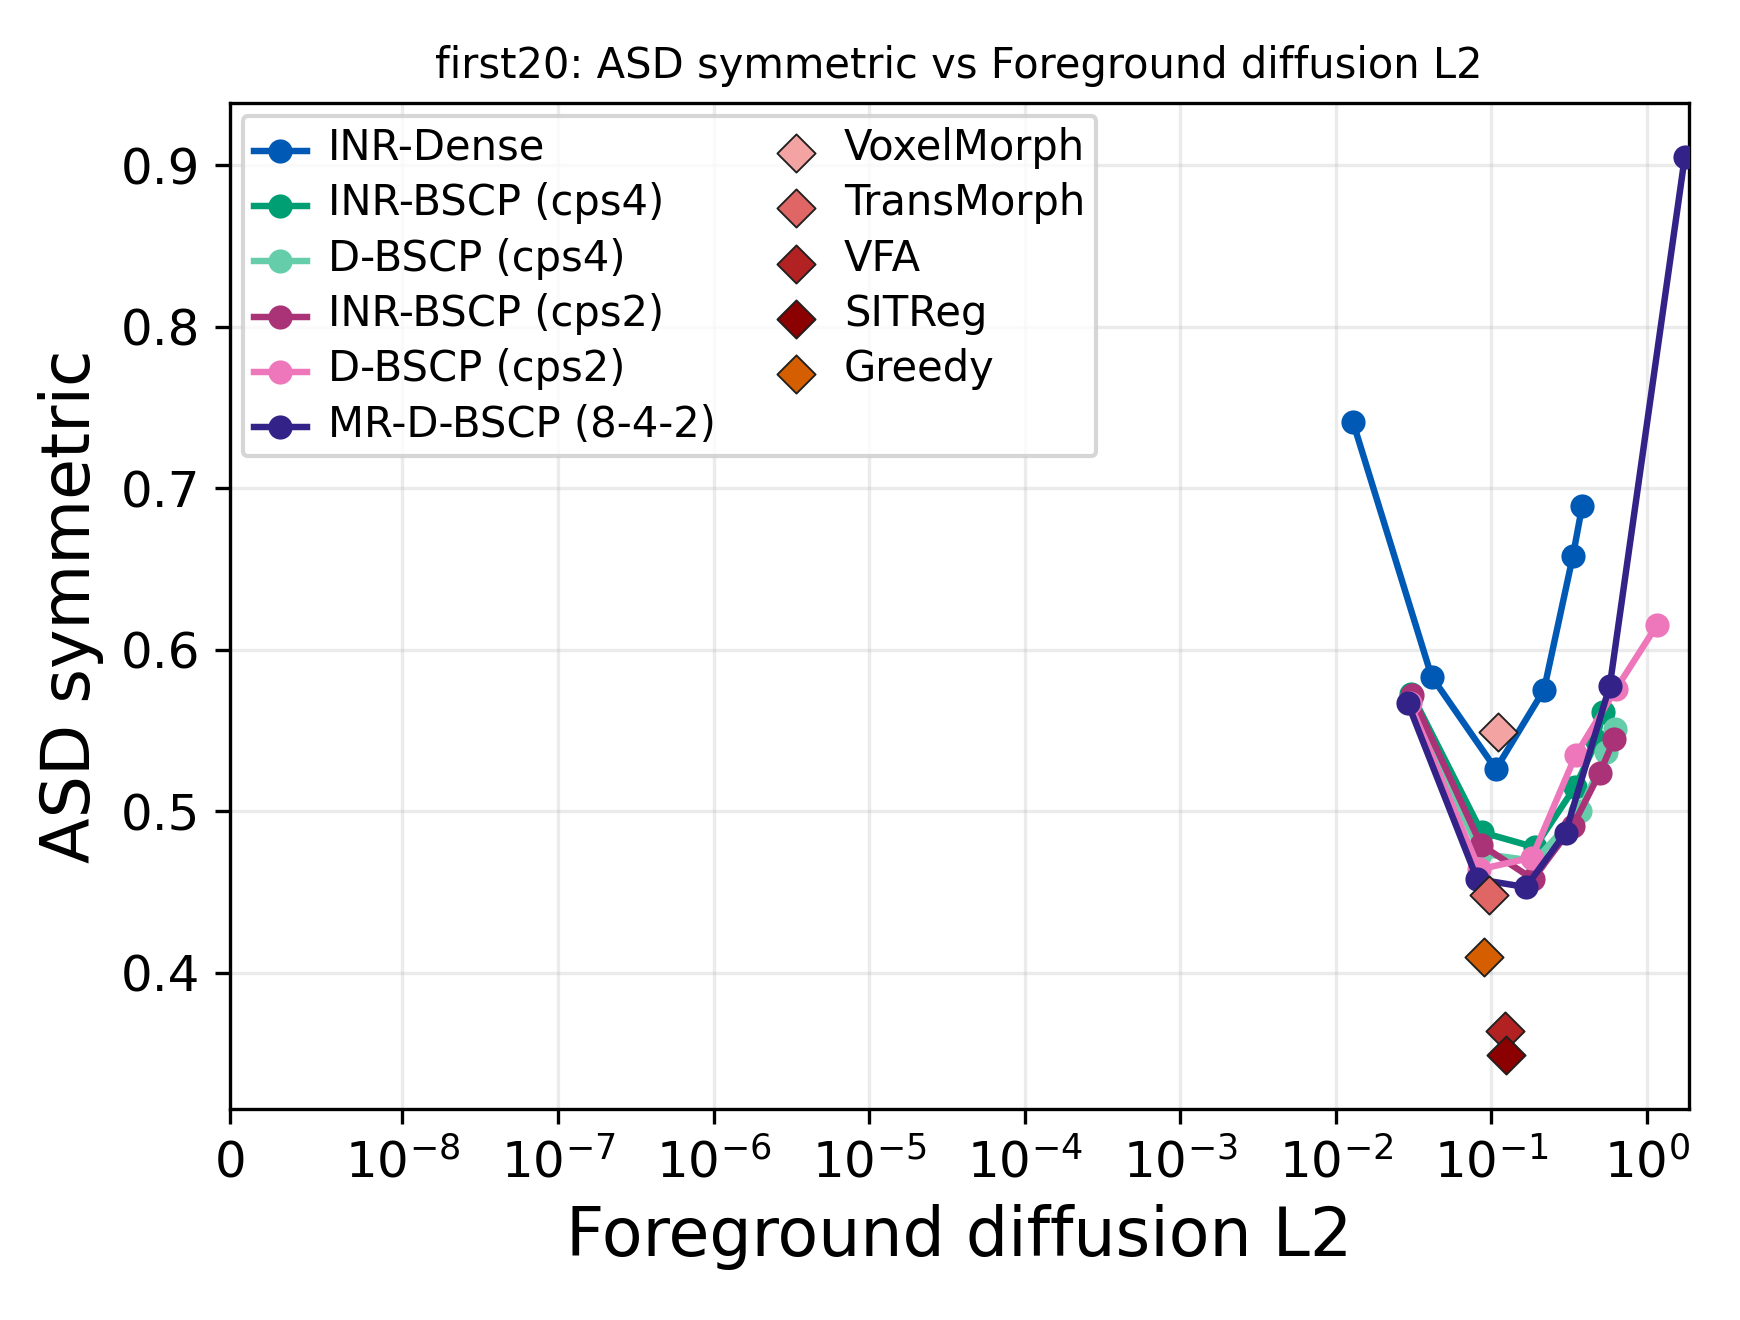 first20: ASD symmetric vs Foreground diffusion L2
INR-Dense
INR-BSCP (cps4)
D-BSCP (cps4)
INR-BSCP (cps2)
D-BSCP (cps2)
MR-D-BSCP (8-4-2)
VoxelMorph
TransMorph
VFA
SITReg
Greedy
ASD symmetric
0.9
0.8
0.7
0.6
0.5
0.4
0 10⁻⁸ 10⁻⁷ 10⁻⁶ 10⁻⁵ 10⁻⁴ 10⁻³ 10⁻² 10⁻¹ 10⁰
Foreground diffusion L2